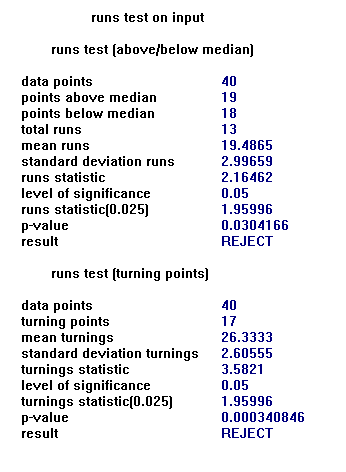 runs test on input
runs test (above/below median)
data points 40
points above median 19
points below median 18
total runs 13
mean runs 19.4865
standard deviation runs 2.99659
runs statistic 2.16462
level of significance 0.05
runs statistic(0.025) 1.95996
p-value 0.0304166
result REJECT
runs test (turning points)
data points 40
turning points 17
mean turnings 26.3333
standard deviation turnings 2.60555
turnings statistic 3.5821
level of significance 0.05
turnings statistic(0.025) 1.95996
p-value 0.000340846
result REJECT